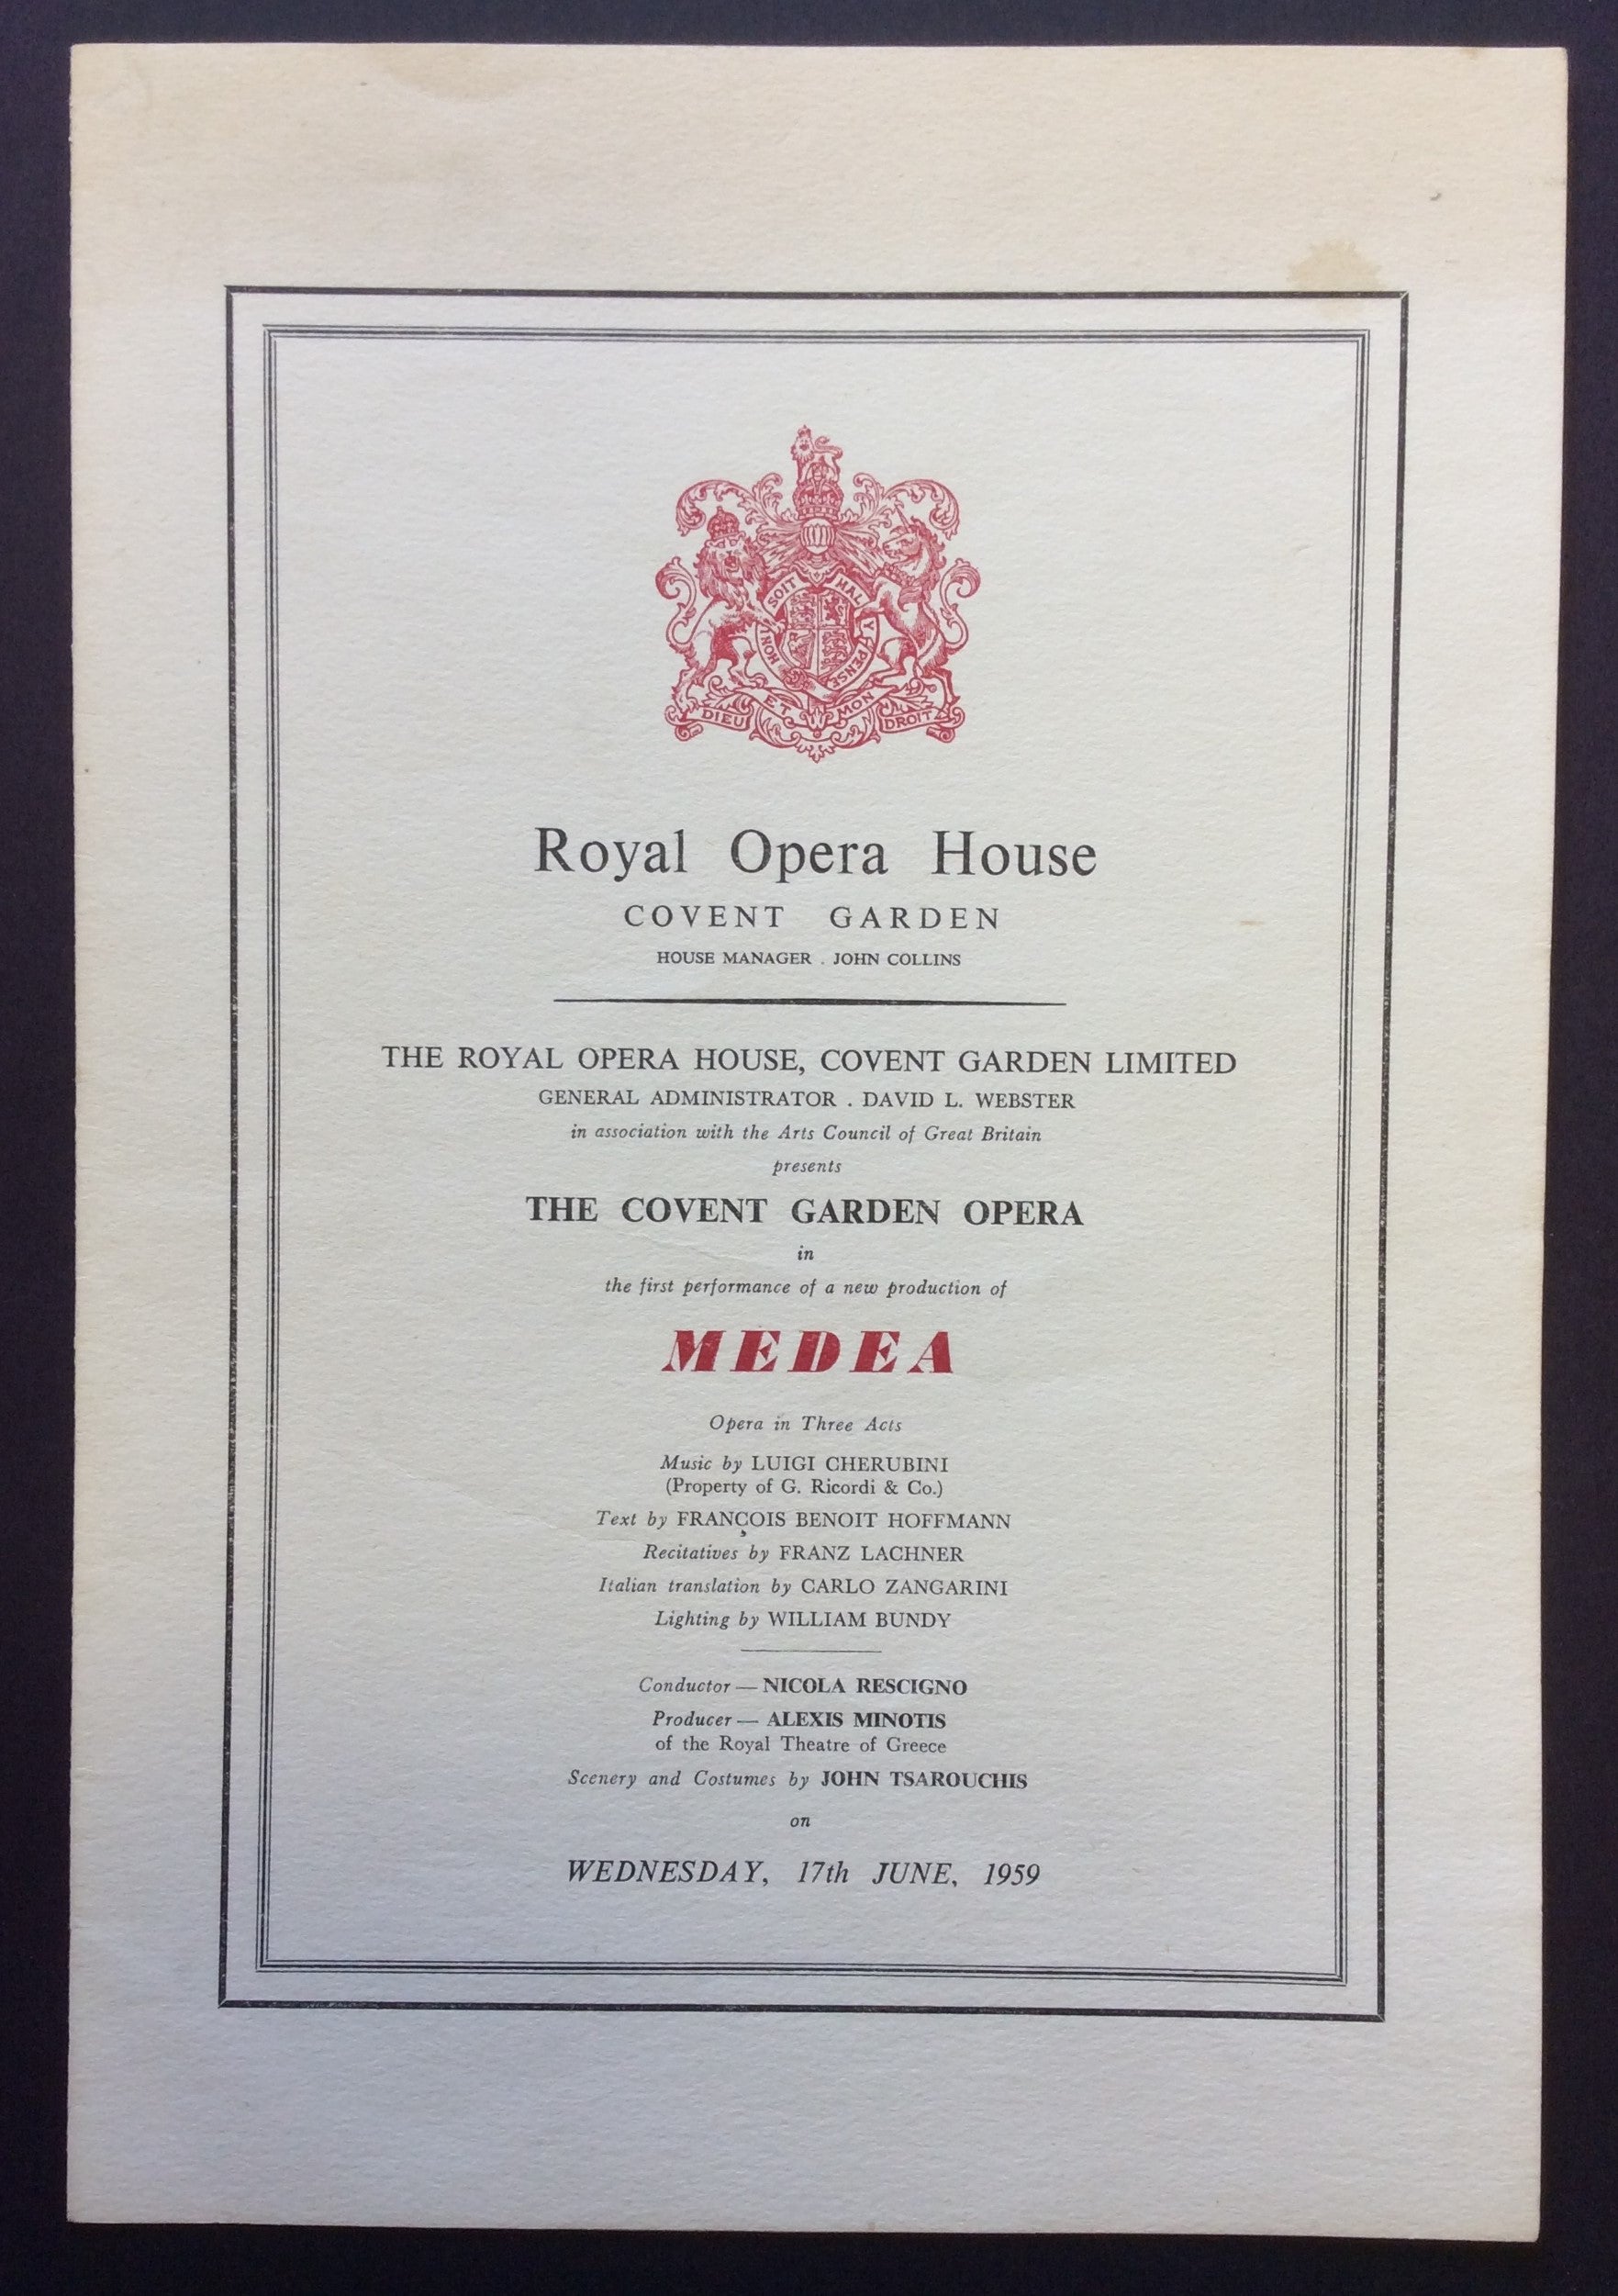 HONI SOIT
QUI MAL Y PENSE
DIEU ET MON DROIT
Royal Opera House
COVENT GARDEN
HOUSE MANAGER . JOHN COLLINS
THE ROYAL OPERA HOUSE, COVENT GARDEN LIMITED
GENERAL ADMINISTRATOR . DAVID L. WEBSTER
in association with the Arts Council of Great Britain
presents
THE COVENT GARDEN OPERA
in
the first performance of a new production of
MEDEA
Opera in Three Acts
Music by LUIGI CHERUBINI
(Property of G. Ricordi & Co.)
Text by FRANÇOIS BENOIT HOFFMANN
Recitatives by FRANZ LACHNER
Italian translation by CARLO ZANGARINI
Lighting by WILLIAM BUNDY
Conductor — NICOLA RESCIGNO
Producer — ALEXIS MINOTIS
of the Royal Theatre of Greece
Scenery and Costumes by JOHN TSAROUCHIS
on
WEDNESDAY, 17th JUNE, 1959